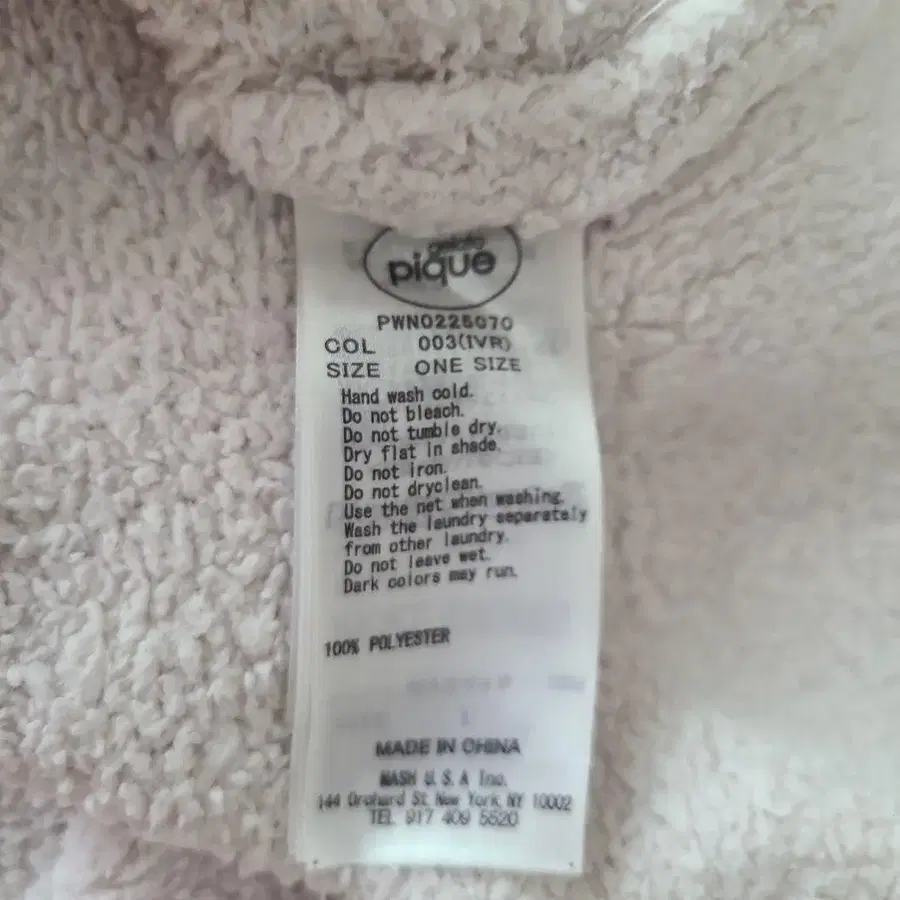 gelato
pique
PWNO225070
COL 003(IVR)
SIZE ONE SIZE
Hand wash cold.
Do not bleach.
Do not tumble dry.
Dry flat in shade.
Do not iron.
Do not dryclean.
Use the net when washing.
Wash the laundry separately
from other laundry.
Do not leave wet.
Dark colors may run.
100% POLYESTER
MADE IN CHINA
MASH U.S.A Inc.
144 Orchard St. New York, NY 10002
TEL 917 409 5520